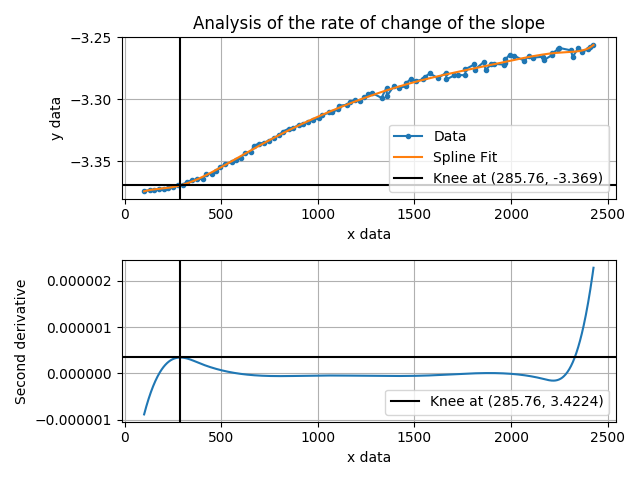 Analysis of the rate of change of the slope
y data
−3.25
−3.30
−3.35
Data
Spline Fit
Knee at (285.76, -3.369)
0 500 1000 1500 2000 2500
x data
Second derivative
0.000002
0.000001
0.000000
−0.000001
Knee at (285.76, 3.4224)
0 500 1000 1500 2000 2500
x data